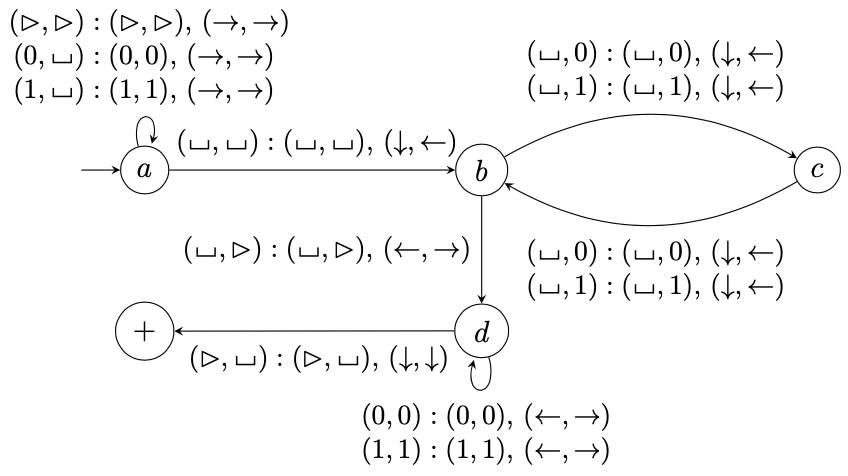 (▷, ▷) : (▷, ▷), (→, →)
(0, ␣) : (0, 0), (→, →)
(1, ␣) : (1, 1), (→, →)
(␣, 0) : (␣, 0), (↓, ←)
(␣, 1) : (␣, 1), (↓, ←)
(␣, ␣) : (␣, ␣), (↓, ←)
a
b
c
(␣, ▷) : (␣, ▷), (←, →)
(␣, 0) : (␣, 0), (↓, ←)
(␣, 1) : (␣, 1), (↓, ←)
+
d
(▷, ␣) : (▷, ␣), (↓, ↓)
(0, 0) : (0, 0), (←, →)
(1, 1) : (1, 1), (←, →)